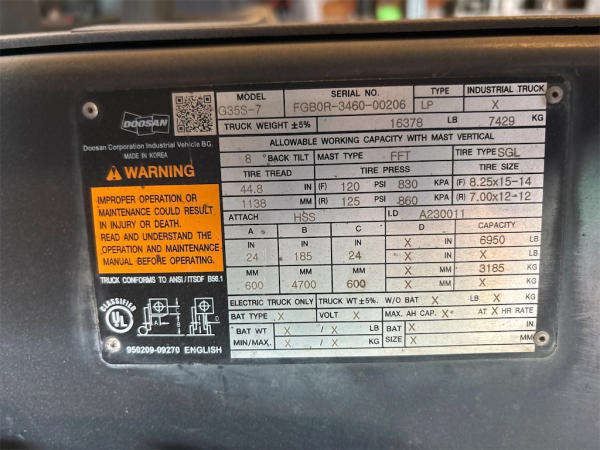 DOOSAN
Doosan Corporation Industrial Vehicle BG.
MADE IN KOREA
WARNING
IMPROPER OPERATION OR
MAINTENANCE COULD RESULT
IN INJURY OR DEATH.
READ AND UNDERSTAND THE
OPERATION AND MAINTENANCE
MANUAL BEFORE OPERATING.
TRUCK CONFORMS TO ANSI/ITSDF B56.1
CLASSIFIED
UL
950209-09270 ENGLISH
MODEL SERIAL NO. TYPE INDUSTRIAL TRUCK
G35S-7 FGB0R-3460-00206 LP X
TRUCK WEIGHT ±5% 16378 LB 7429 KG
ALLOWABLE WORKING CAPACITY WITH MAST VERTICAL
8 ° BACK TILT MAST TYPE FFT TIRE TYPE SGL
TIRE TREAD TIRE PRESS TIRE SIZE
44.8 IN (F) 120 PSI 830 KPA (F) 8.25x15-14
1138 MM (R) 125 PSI 860 KPA (R) 7.00x12-12
ATTACH HSS I.D A230011
A B C D CAPACITY
IN IN IN X IN 6950 LB
24 185 24 X X LB
MM MM MM X MM 3185 KG
600 4700 600 X X KG
ELECTRIC TRUCK ONLY TRUCK WT ±5%. W/O BAT X LB X KG
BAT TYPE X VOLT X MAX. AH CAP. X AT X HR RATE
BAT WT X / X LB BAT X IN
MIN/MAX. X / X KG SIZE X MM